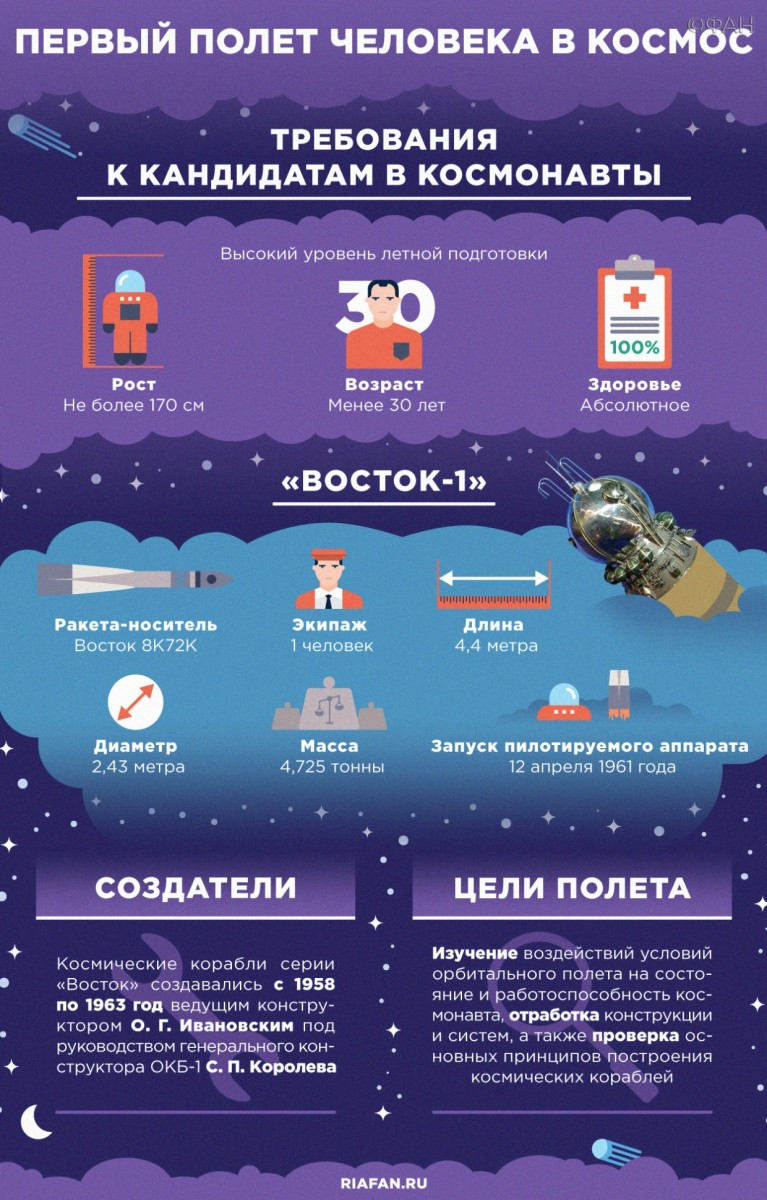 ОФАН
ПЕРВЫЙ ПОЛЕТ ЧЕЛОВЕКА В КОСМОС
ТРЕБОВАНИЯ
К КАНДИДАТАМ В КОСМОНАВТЫ
Высокий уровень летной подготовки
30
100%
Рост
Не более 170 см
Возраст
Менее 30 лет
Здоровье
Абсолютное
«ВОСТОК-1»
Ракета-носитель
Восток 8К72К
Экипаж
1 человек
Длина
4,4 метра
Диаметр
2,43 метра
Масса
4,725 тонны
Запуск пилотируемого аппарата
12 апреля 1961 года
СОЗДАТЕЛИ
Космические корабли серии
«Восток» создавались с 1958
по 1963 год ведущим констру-
ктором О. Г. Ивановским под
руководством генерального кон-
структора ОКБ-1 С. П. Королева
ЦЕЛИ ПОЛЕТА
Изучение воздействий условий
орбитального полета на состо-
яние и работоспособность кос-
монавта, отработка конструкции
и систем, а также проверка ос-
новных принципов построения
космических кораблей
RIAFAN.RU